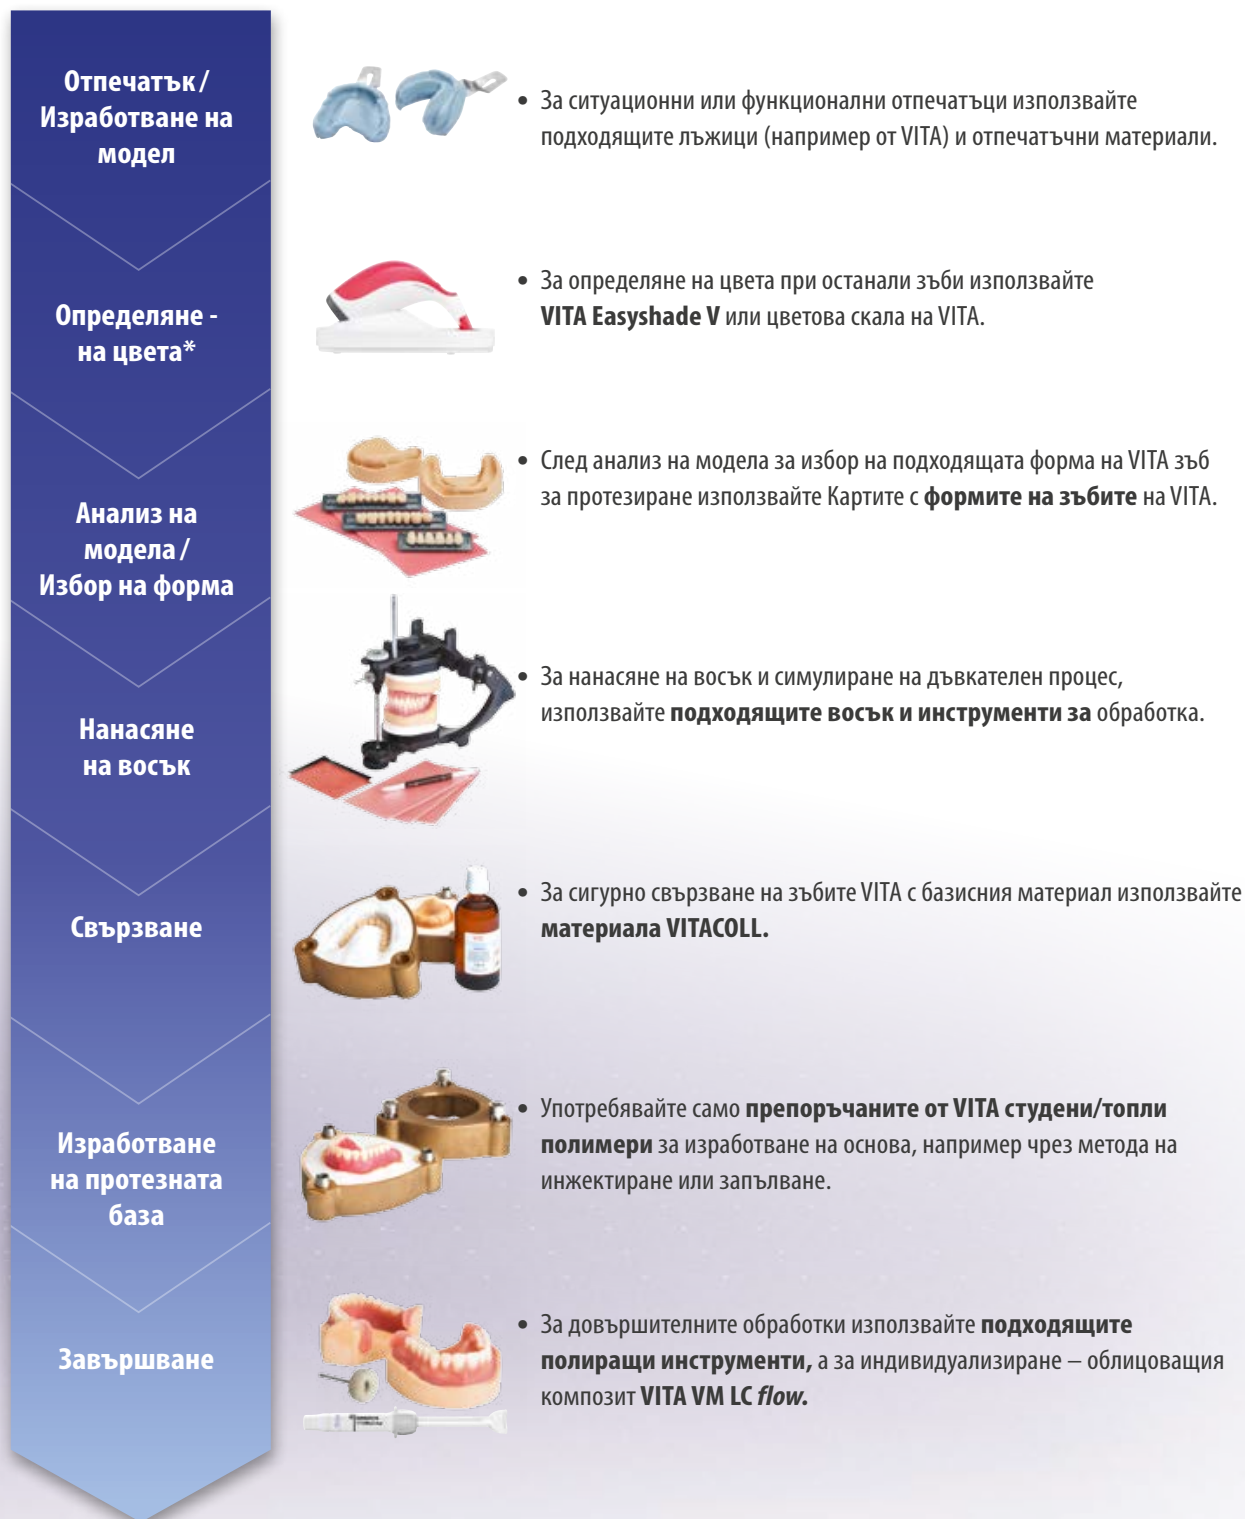 Отпечатък /
Изработване на
модел
• За ситуационни или функционални отпечатъци използвайте
подходящите лъжици (например от VITA) и отпечатъчни материали.
Определяне -
на цвета*
• За определяне на цвета при останали зъби използвайте
VITA Easyshade V или цветова скала на VITA.
Анализ на
модела /
Избор на форма
• След анализ на модела за избор на подходящата форма на VITA зъб
за протезиране използвайте Картите с формите на зъбите на VITA.
Нанасяне
на восък
• За нанасяне на восък и симулиране на дъвкателен процес,
използвайте подходящите восък и инструменти за обработка.
Свързване
• За сигурно свързване на зъбите VITA с базисния материал използвайте
материала VITACOLL.
Изработване
на протезната
база
• Употребявайте само препоръчаните от VITA студени/топли
полимери за изработване на основа, например чрез метода на
инжектиране или запълване.
Завършване
• За довършителните обработки използвайте подходящите
полиращи инструменти, а за индивидуализиране – облицоващия
композит VITA VM LC flow.